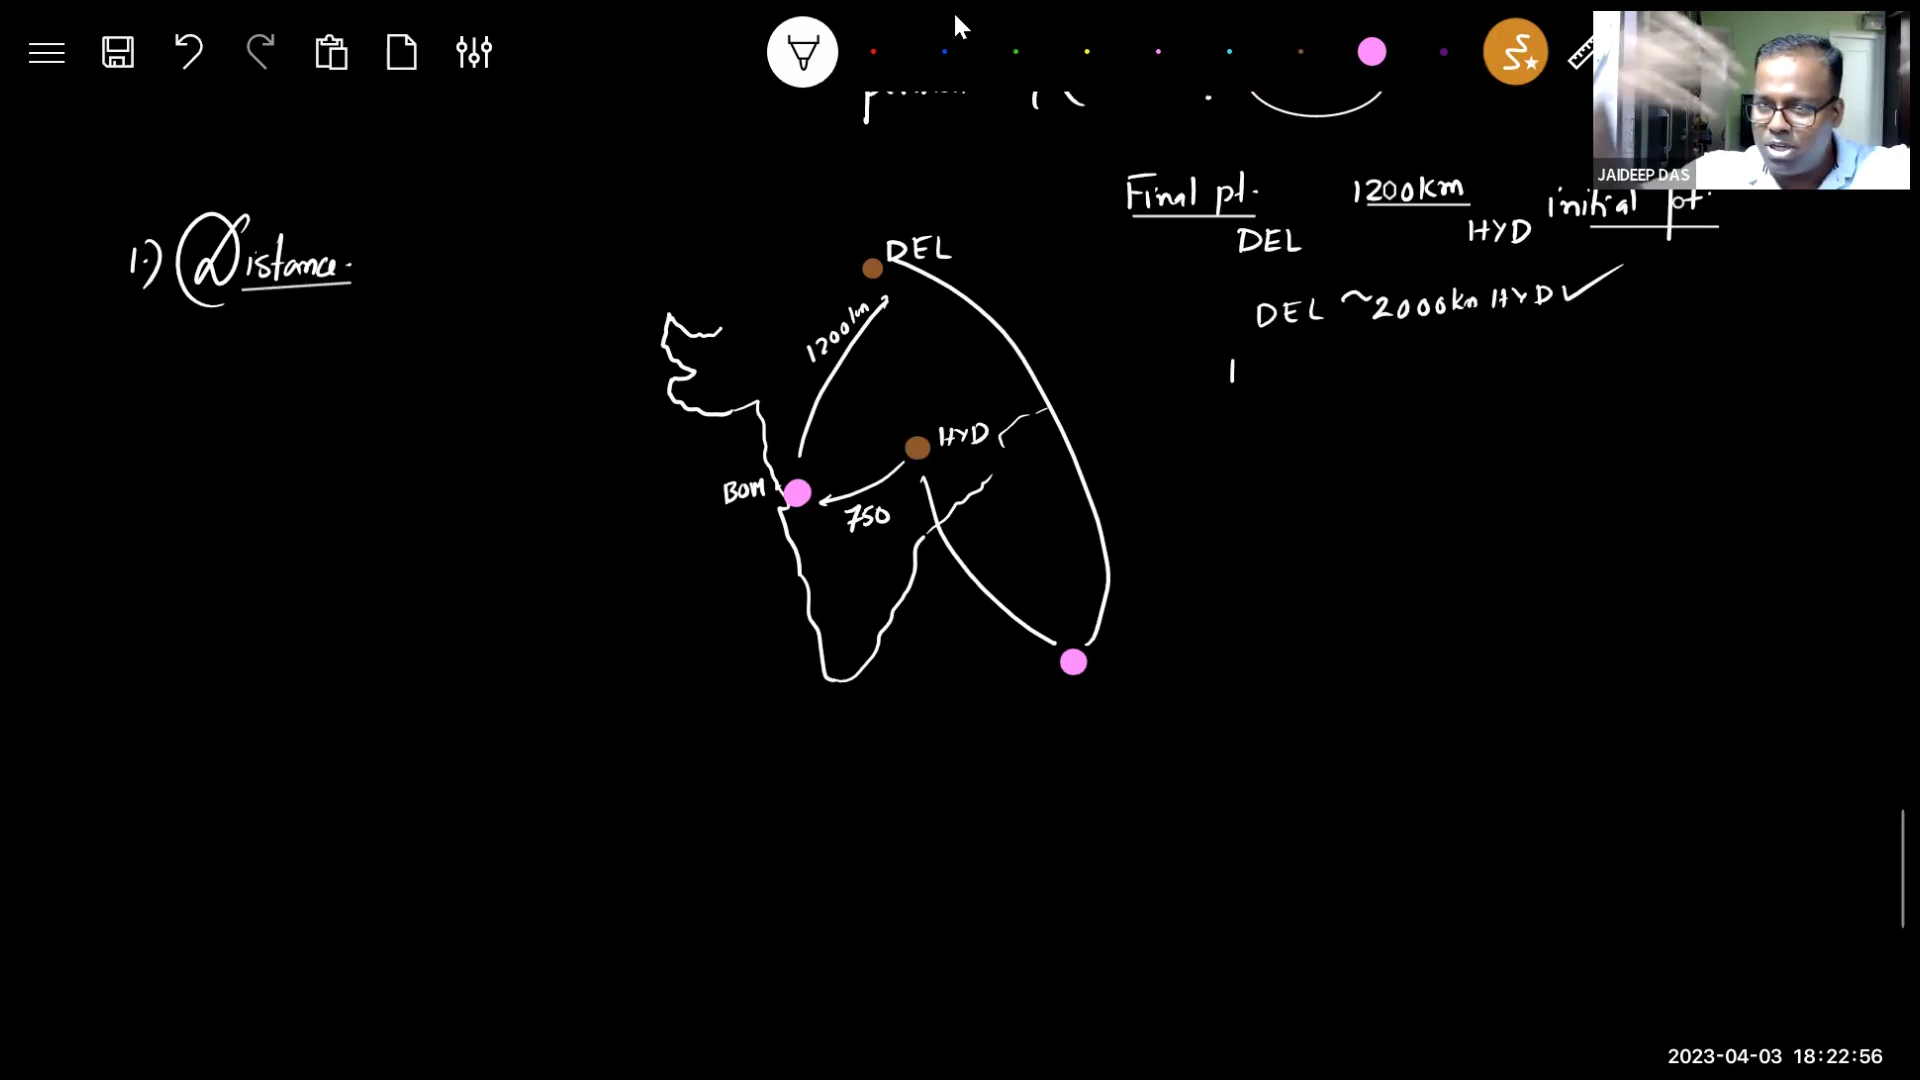 JAIDEEP DAS
Final pt. 1200km initial pt.
DEL HYD
1.) Distance.
DEL
DEL ~2000km HYD ✓
1200km
HYD
BOM
750
2023-04-03 18:22:56